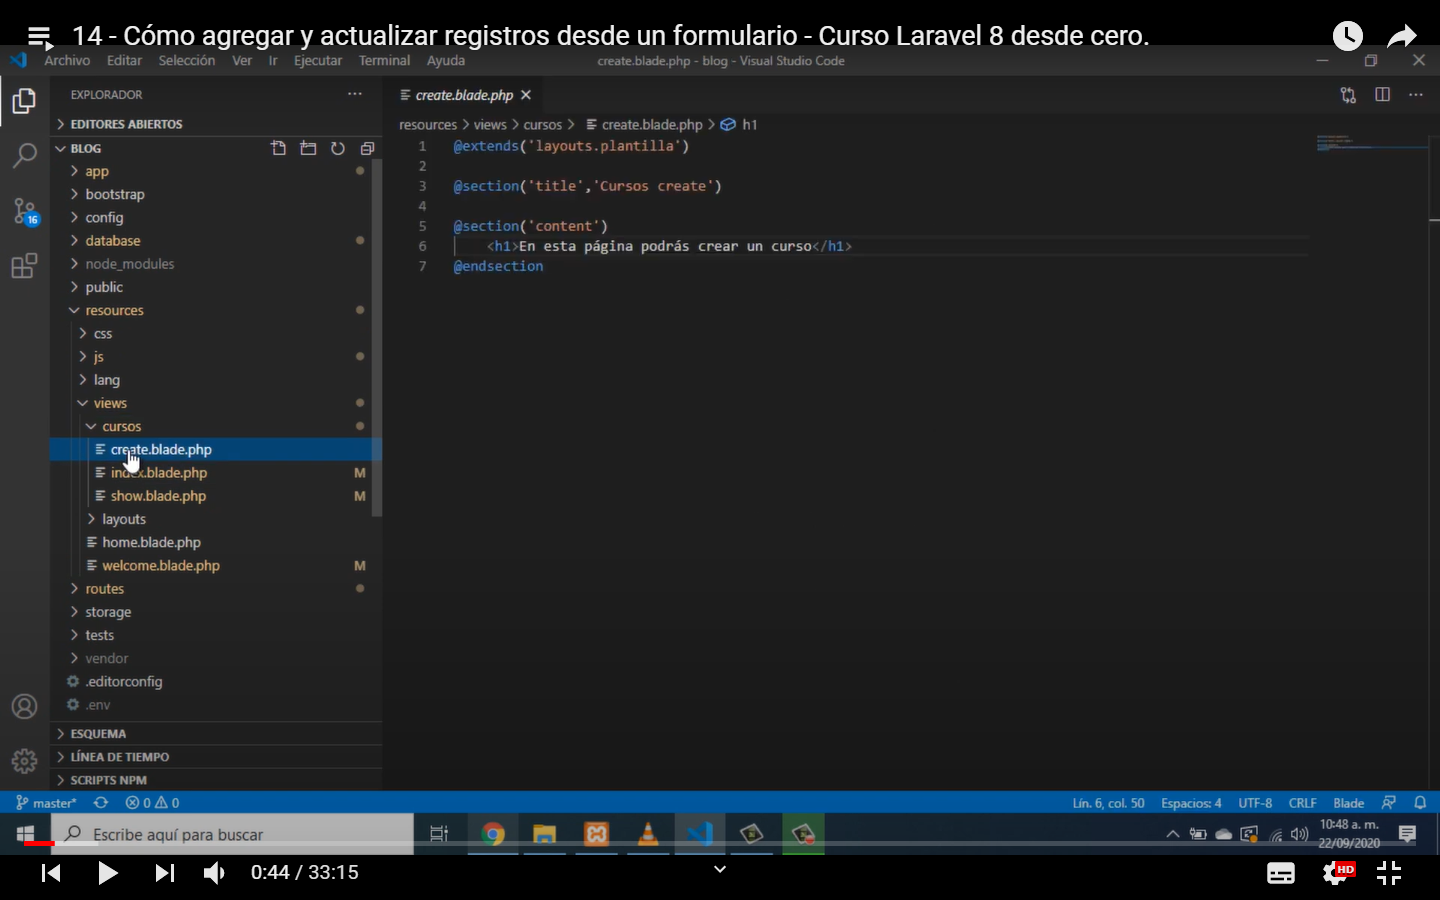 14 - Cómo agregar y actualizar registros desde un formulario - Curso Laravel 8 desde cero.
Archivo Editar Selección Ver Ir Ejecutar Terminal Ayuda
create.blade.php - blog - Visual Studio Code
EXPLORADOR
EDITORES ABIERTOS
BLOG
app
bootstrap
config
database
node_modules
public
resources
css
js
lang
views
cursos
create.blade.php
index.blade.php M
show.blade.php M
layouts
home.blade.php
welcome.blade.php M
routes
storage
tests
vendor
.editorconfig
.env
ESQUEMA
LÍNEA DE TIEMPO
SCRIPTS NPM
16
create.blade.php
resources > views > cursos > create.blade.php > h1
1 @extends('layouts.plantilla')
2
3 @section('title','Cursos create')
4
5 @section('content')
6 <h1>En esta página podrás crear un curso</h1>
7 @endsection
master* 0 0
Lín. 6, col. 50 Espacios: 4 UTF-8 CRLF Blade
Escribe aquí para buscar
10:48 a. m.
22/09/2020
0:44 / 33:15
HD